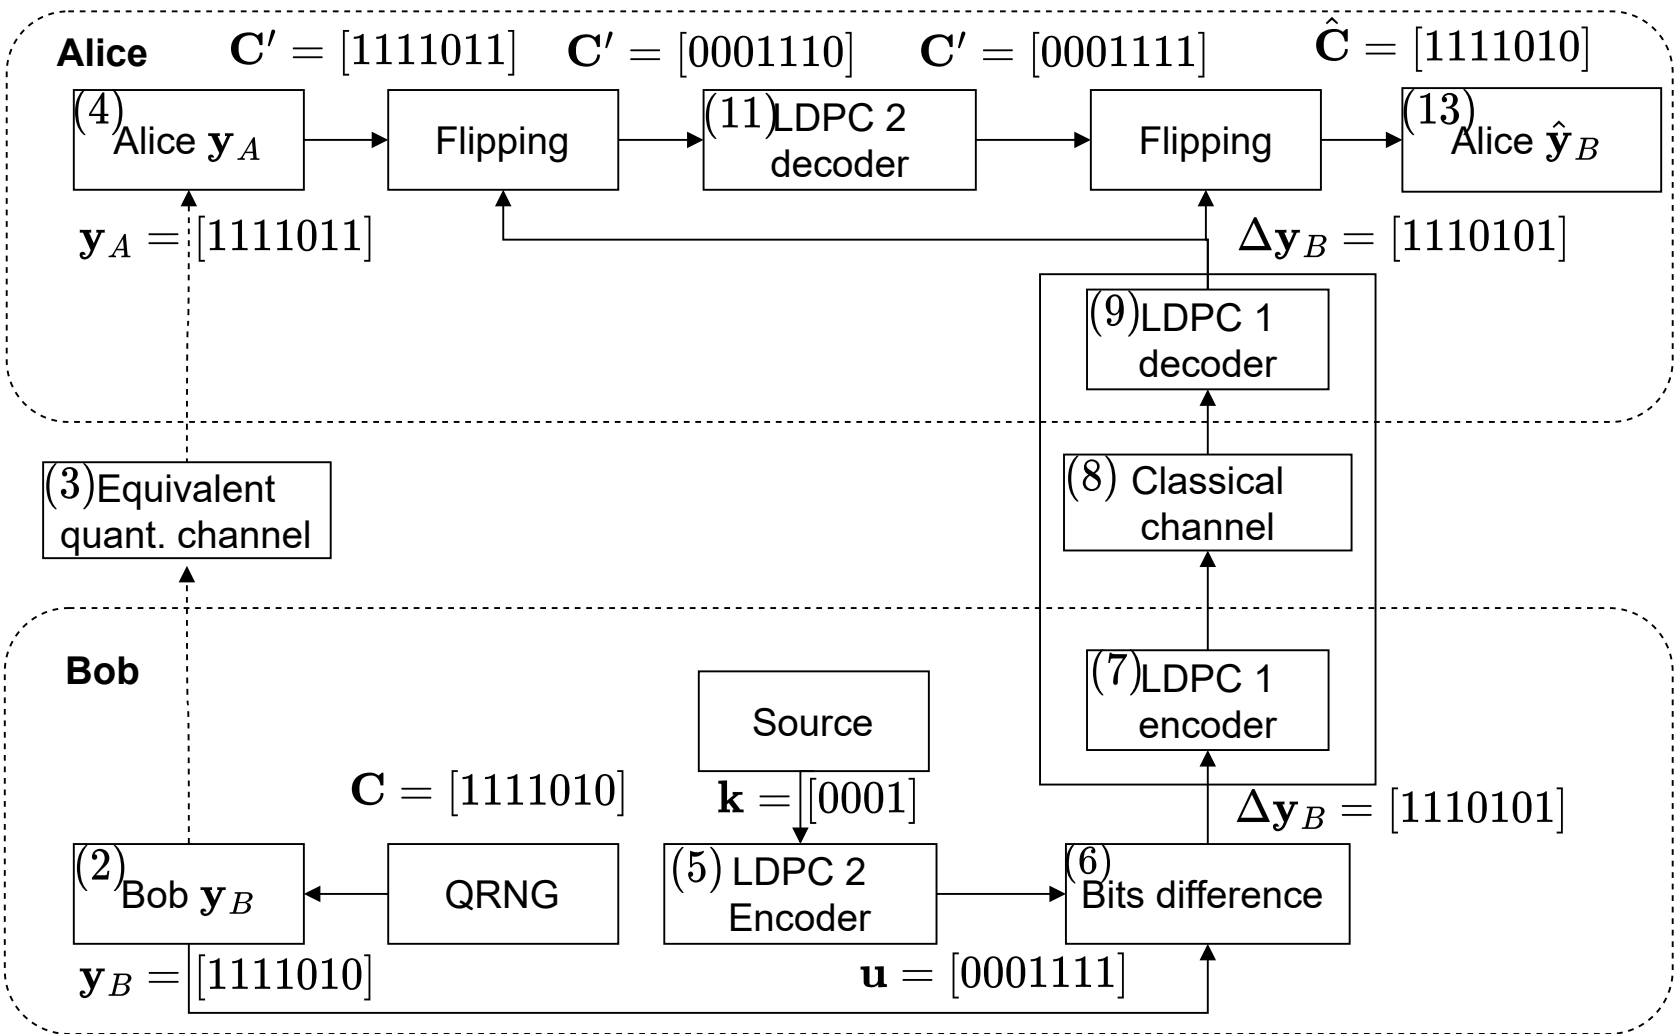 Alice
C′ = [1111011]
C′ = [0001110]
C′ = [0001111]
Ĉ = [1111010]
(4)
Alice y_A
Flipping
(11) LDPC 2
decoder
Flipping
(13)
Alice ŷ_B
y_A = [1111011]
Δy_B = [1110101]
(9) LDPC 1
decoder
(3) Equivalent
quant. channel
(8) Classical
channel
Bob
(7) LDPC 1
encoder
Source
C = [1111010]
k = [0001]
Δy_B = [1110101]
(2)
Bob y_B
QRNG
(5) LDPC 2
Encoder
(6)
Bits difference
y_B = [1111010]
u = [0001111]